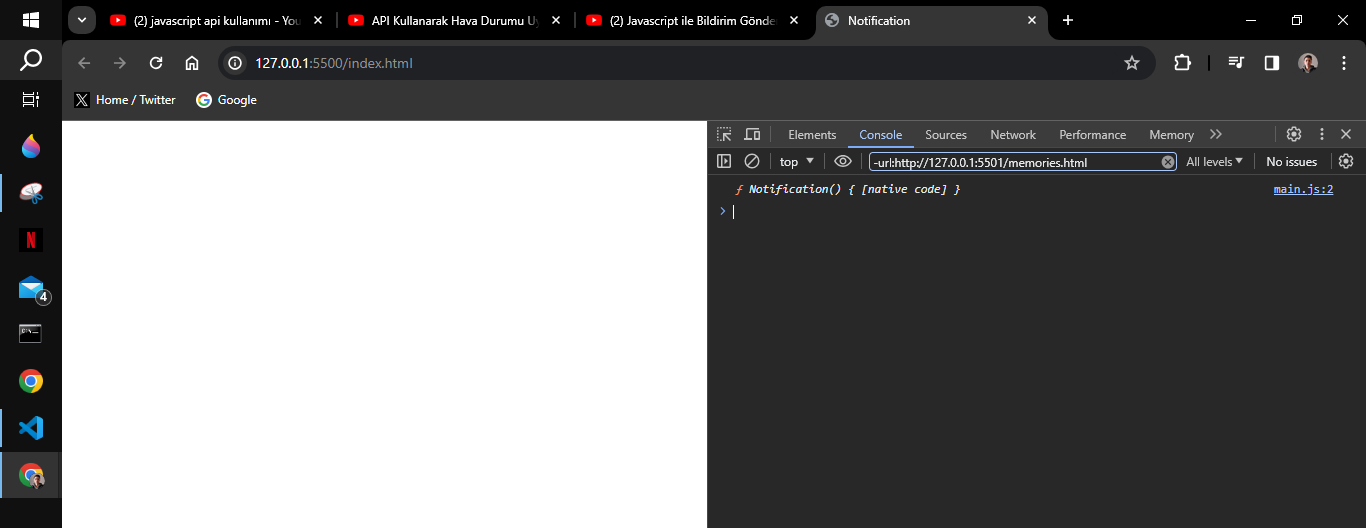 (2) javascript api kullanımı - You
API Kullanarak Hava Durumu Uy
(2) Javascript ile Bildirim Gönder
Notification
127.0.0.1:5500/index.html
Home / Twitter
Google
Elements
Console
Sources
Network
Performance
Memory
top
-url:http://127.0.0.1:5501/memories.html
All levels
No issues
ƒ Notification() { [native code] }
main.js:2
N
4